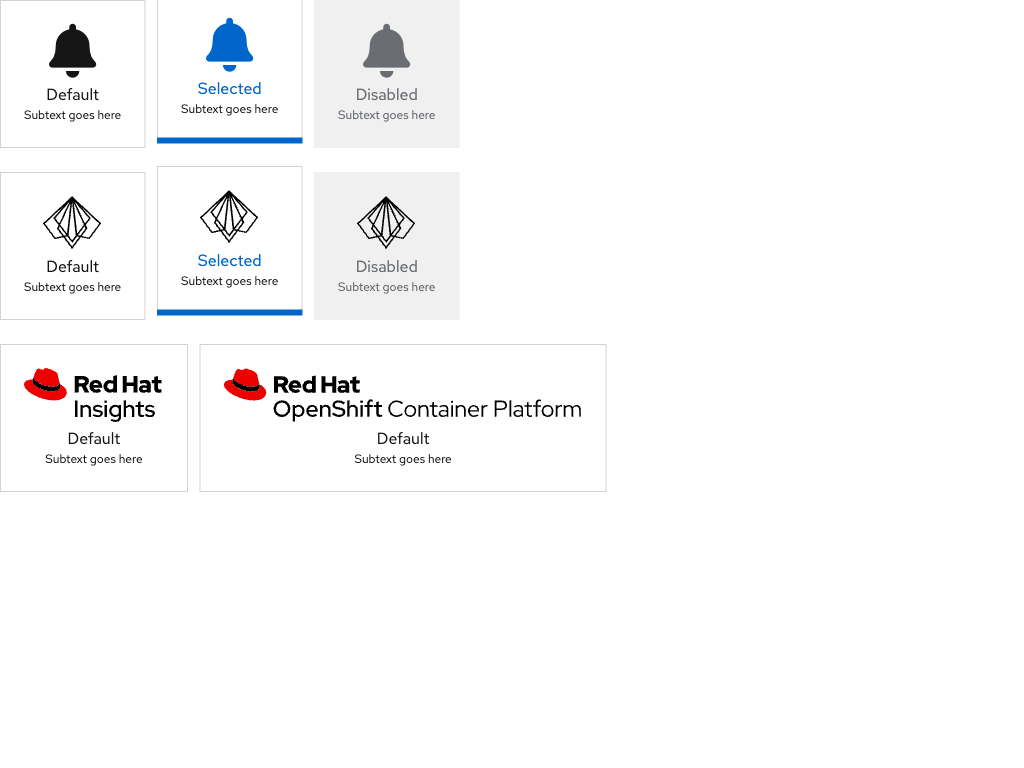 Default
Subtext goes here
Selected
Subtext goes here
Disabled
Subtext goes here
Default
Subtext goes here
Selected
Subtext goes here
Disabled
Subtext goes here
Red Hat
Insights
Default
Subtext goes here
Red Hat
OpenShift Container Platform
Default
Subtext goes here